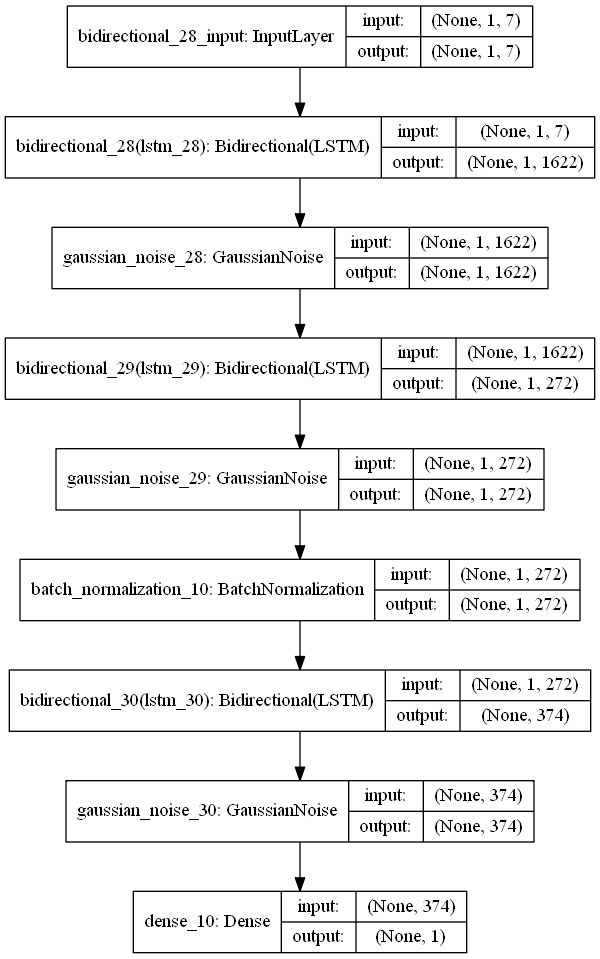 bidirectional_28_input: InputLayer
input: (None, 1, 7)
output: (None, 1, 7)
bidirectional_28(lstm_28): Bidirectional(LSTM)
input: (None, 1, 7)
output: (None, 1, 1622)
gaussian_noise_28: GaussianNoise
input: (None, 1, 1622)
output: (None, 1, 1622)
bidirectional_29(lstm_29): Bidirectional(LSTM)
input: (None, 1, 1622)
output: (None, 1, 272)
gaussian_noise_29: GaussianNoise
input: (None, 1, 272)
output: (None, 1, 272)
batch_normalization_10: BatchNormalization
input: (None, 1, 272)
output: (None, 1, 272)
bidirectional_30(lstm_30): Bidirectional(LSTM)
input: (None, 1, 272)
output: (None, 374)
gaussian_noise_30: GaussianNoise
input: (None, 374)
output: (None, 374)
dense_10: Dense
input: (None, 374)
output: (None, 1)